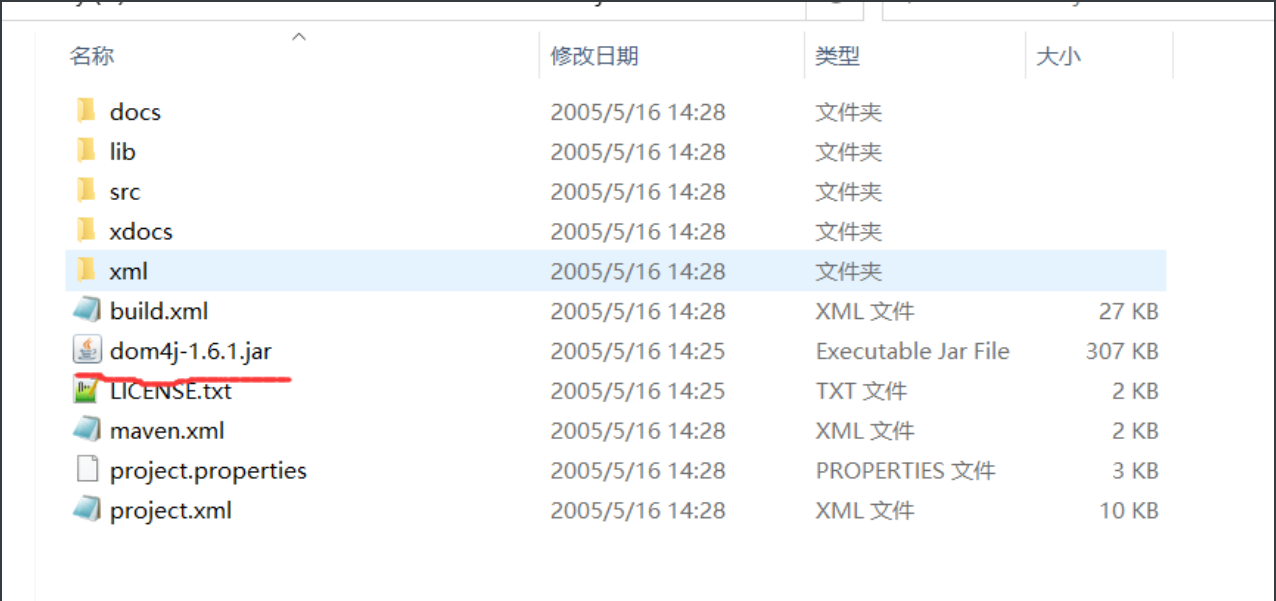 名称 修改日期 类型 大小
docs 2005/5/16 14:28 文件夹
lib 2005/5/16 14:28 文件夹
src 2005/5/16 14:28 文件夹
xdocs 2005/5/16 14:28 文件夹
xml 2005/5/16 14:28 文件夹
build.xml 2005/5/16 14:28 XML 文件 27 KB
dom4j-1.6.1.jar 2005/5/16 14:25 Executable Jar File 307 KB
LICENSE.txt 2005/5/16 14:25 TXT 文件 2 KB
maven.xml 2005/5/16 14:28 XML 文件 2 KB
project.properties 2005/5/16 14:28 PROPERTIES 文件 3 KB
project.xml 2005/5/16 14:28 XML 文件 10 KB